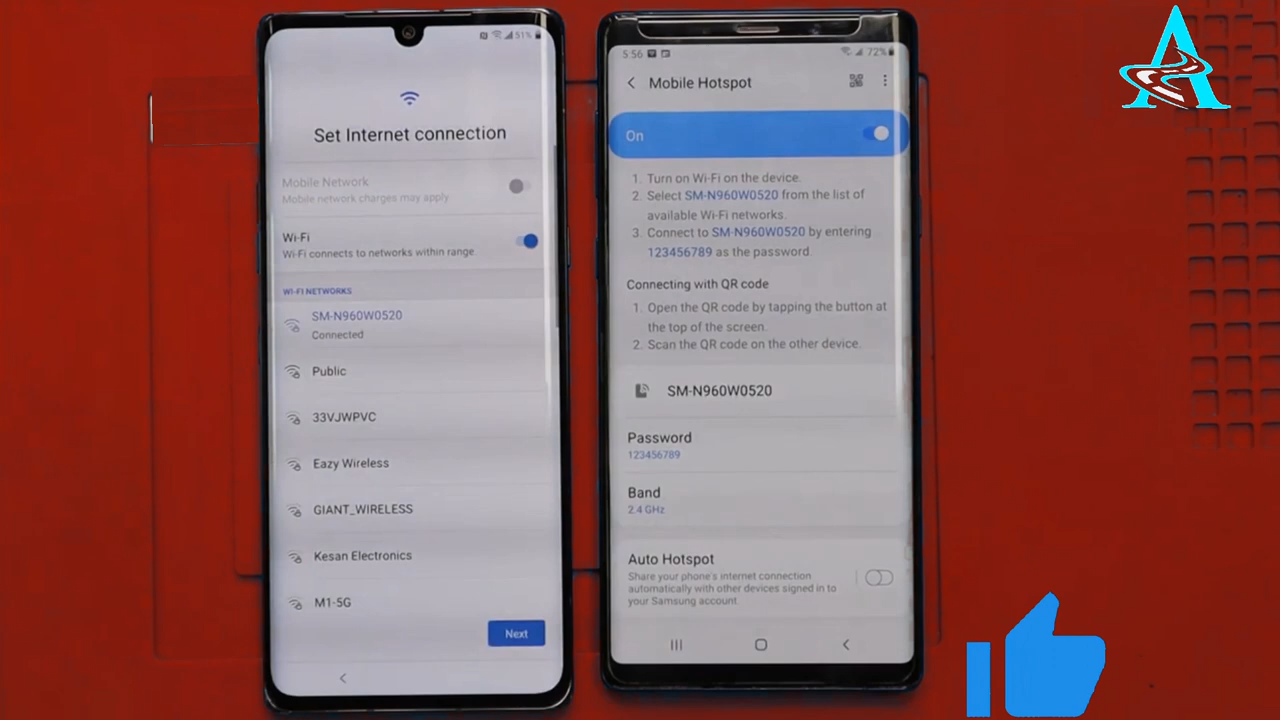 51%
Set Internet connection
Mobile Network
Mobile network charges may apply.
Wi-Fi
Wi-Fi connects to networks within range.
WI-FI NETWORKS
SM-N960W0520
Connected
Public
33VJWPVC
Eazy Wireless
GIANT_WIRELESS
Kesan Electronics
M1-5G
Next
5:56
72%
Mobile Hotspot
On
1. Turn on Wi-Fi on the device.
2. Select SM-N960W0520 from the list of
available Wi-Fi networks.
3. Connect to SM-N960W0520 by entering
123456789 as the password.
Connecting with QR code
1. Open the QR code by tapping the button at
the top of the screen.
2. Scan the QR code on the other device.
SM-N960W0520
Password
123456789
Band
2.4 GHz
Auto Hotspot
Share your phone's internet connection
automatically with other devices signed in to
your Samsung account.
A